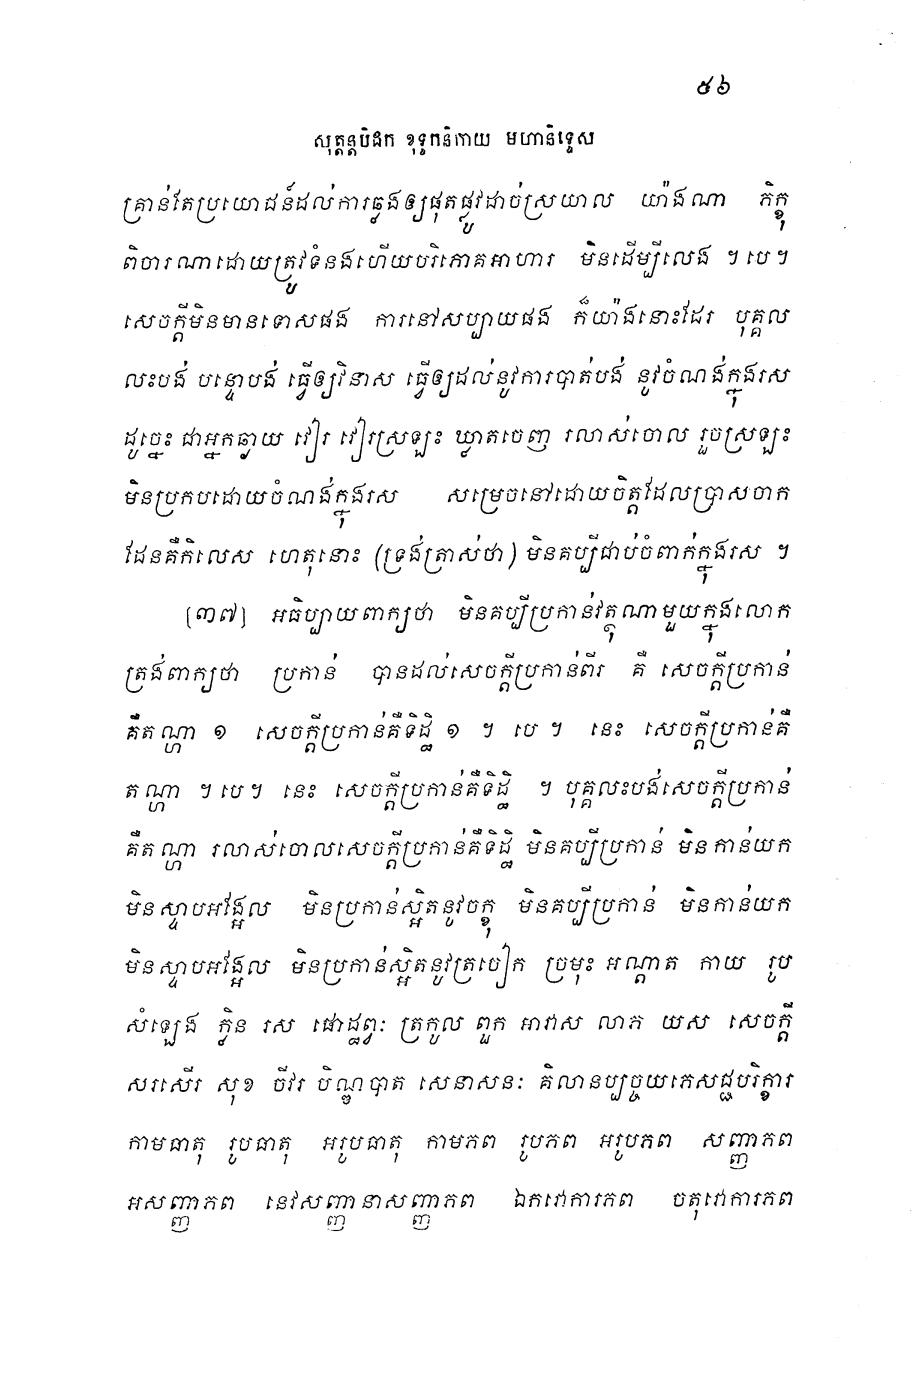 ៥៦
សុត្តន្តបិដក ខុទ្ទកនិកាយ មហានិទ្ទេស
គ្រាន់តែប្រយោជន៍ដល់ការឆ្លងឲ្យផុតផ្លូវដាច់ស្រយាល យ៉ាងណា ភិក្ខុ
ពិចារណាដោយត្រូវទំនងហើយបរិភោគអាហារ មិនដើម្បីលេង ។ បេ ។
សេចក្តីមិនមានទោសផង ការនៅសប្បាយផង ក៏យ៉ាងនោះដែរ បុគ្គល
លះបង់ បន្ទោបង់ ធ្វើឲ្យវិនាស ធ្វើឲ្យដល់នូវការបាត់បង់ នូវចំណង់ក្នុងរស
ដូច្នេះ ជាអ្នកឆ្ងាយ វៀរ វៀរស្រឡះ ឃ្លាតចេញ រលាស់ចោល រួចស្រឡះ
មិនប្រកបដោយចំណង់ក្នុងរស សម្រេចនៅដោយចិត្តដែលប្រាសចាក
ដែនគឺកិលេស ហេតុនោះ (ទ្រង់ត្រាស់ថា) មិនគប្បីជាប់ចំពាក់ក្នុងរស ។
[៣៧] អធិប្បាយពាក្យថា មិនគប្បីប្រកាន់វត្ថុណាមួយក្នុងលោក
ត្រង់ពាក្យថា ប្រកាន់ បានដល់សេចក្តីប្រកាន់ពីរ គឺ សេចក្តីប្រកាន់
គឺតណ្ហា ១ សេចក្តីប្រកាន់គឺទិដ្ឋិ ១ ។ បេ ។ នេះ សេចក្តីប្រកាន់គឺ
តណ្ហា ។ បេ ។ នេះ សេចក្តីប្រកាន់គឺទិដ្ឋិ ។ បុគ្គលះបង់សេចក្តីប្រកាន់
គឺតណ្ហា រលាស់ចោលសេចក្តីប្រកាន់គឺទិដ្ឋិ មិនគប្បីប្រកាន់ មិនកាន់យក
មិនស្ទាបអង្អែល មិនប្រកាន់ស្អិតនូវចក្ខុ មិនគប្បីប្រកាន់ មិនកាន់យក
មិនស្ទាបអង្អែល មិនប្រកាន់ស្អិតនូវត្រចៀក ច្រមុះ អណ្តាត កាយ រូប
សំឡេង ក្លិន រស ផោដ្ឋព្វៈ ត្រកូល ពួក អាវាស លាភ យស សេចក្តី
សរសើរ សុខ ចីវរ បិណ្ឌបាត សេនាសនៈ គិលានប្បច្ចយភេសជ្ជបរិក្ខារ
កាមធាតុ រូបធាតុ អរូបធាតុ កាមភព រូបភព អរូបភព សញ្ញាភព
អសញ្ញាភព នេវសញ្ញានាសញ្ញាភព ឯកវោការភព ចតុវោការភព